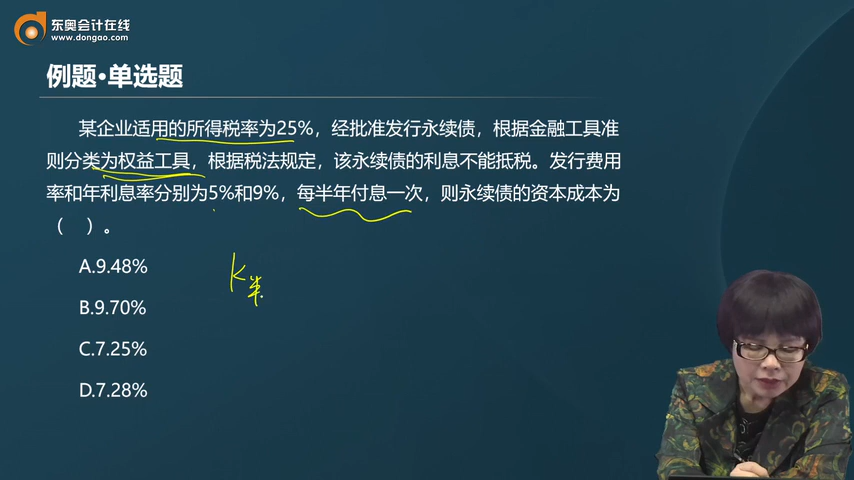 东奥会计在线
www.dongao.com
例题•单选题
某企业适用的所得税率为25%，经批准发行永续债，根据金融工具准
则分类为权益工具，根据税法规定，该永续债的利息不能抵税。发行费用
率和年利息率分别为5%和9%，每半年付息一次，则永续债的资本成本为
（　）。
A.9.48%
B.9.70%
C.7.25%
D.7.28%
K半